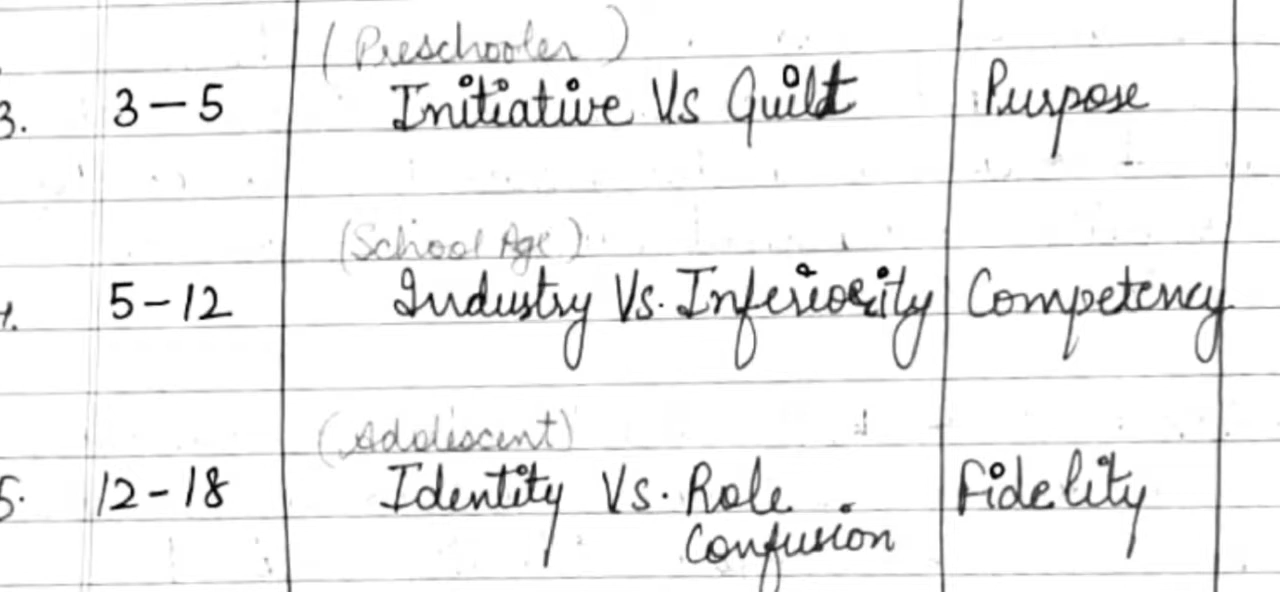 (Preschooler)
3. 3-5 Initiative Vs Guilt Purpose
(School Age)
5-12 Industry Vs. Inferiority Competency
(Adolescent)
5. 12-18 Identity Vs. Role Fidelity
Confusion